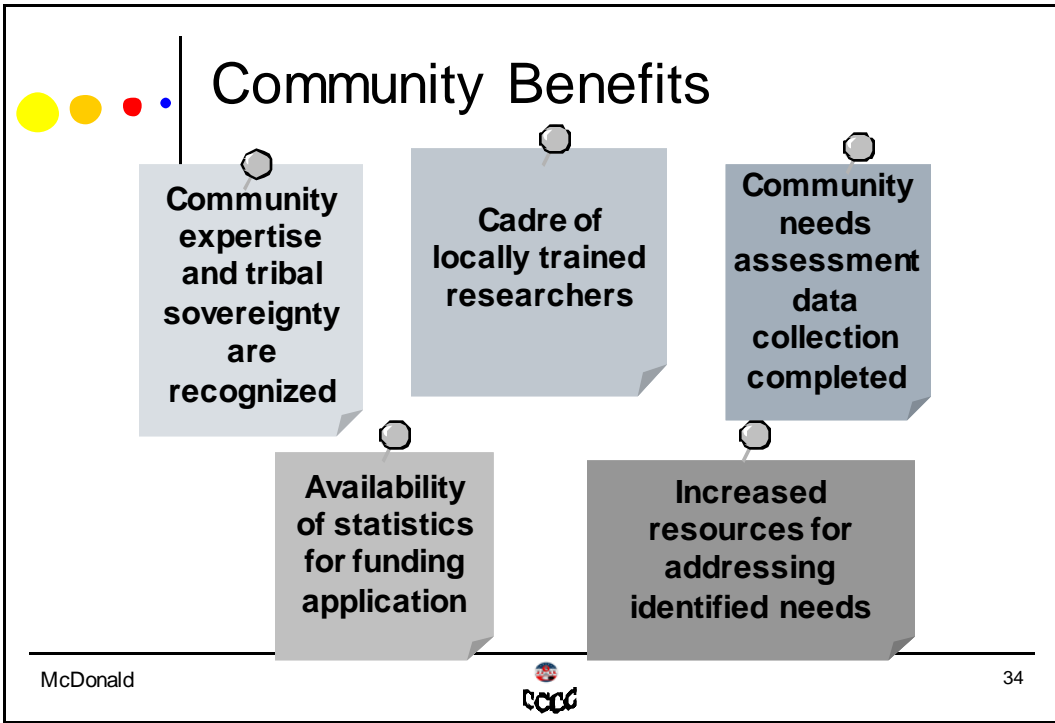 Community Benefits
Community
expertise
and tribal
sovereignty
are
recognized
Cadre of
locally trained
researchers
Community
needs
assessment
data
collection
completed
Availability
of statistics
for funding
application
Increased
resources for
addressing
identified needs
McDonald
CCCC
34